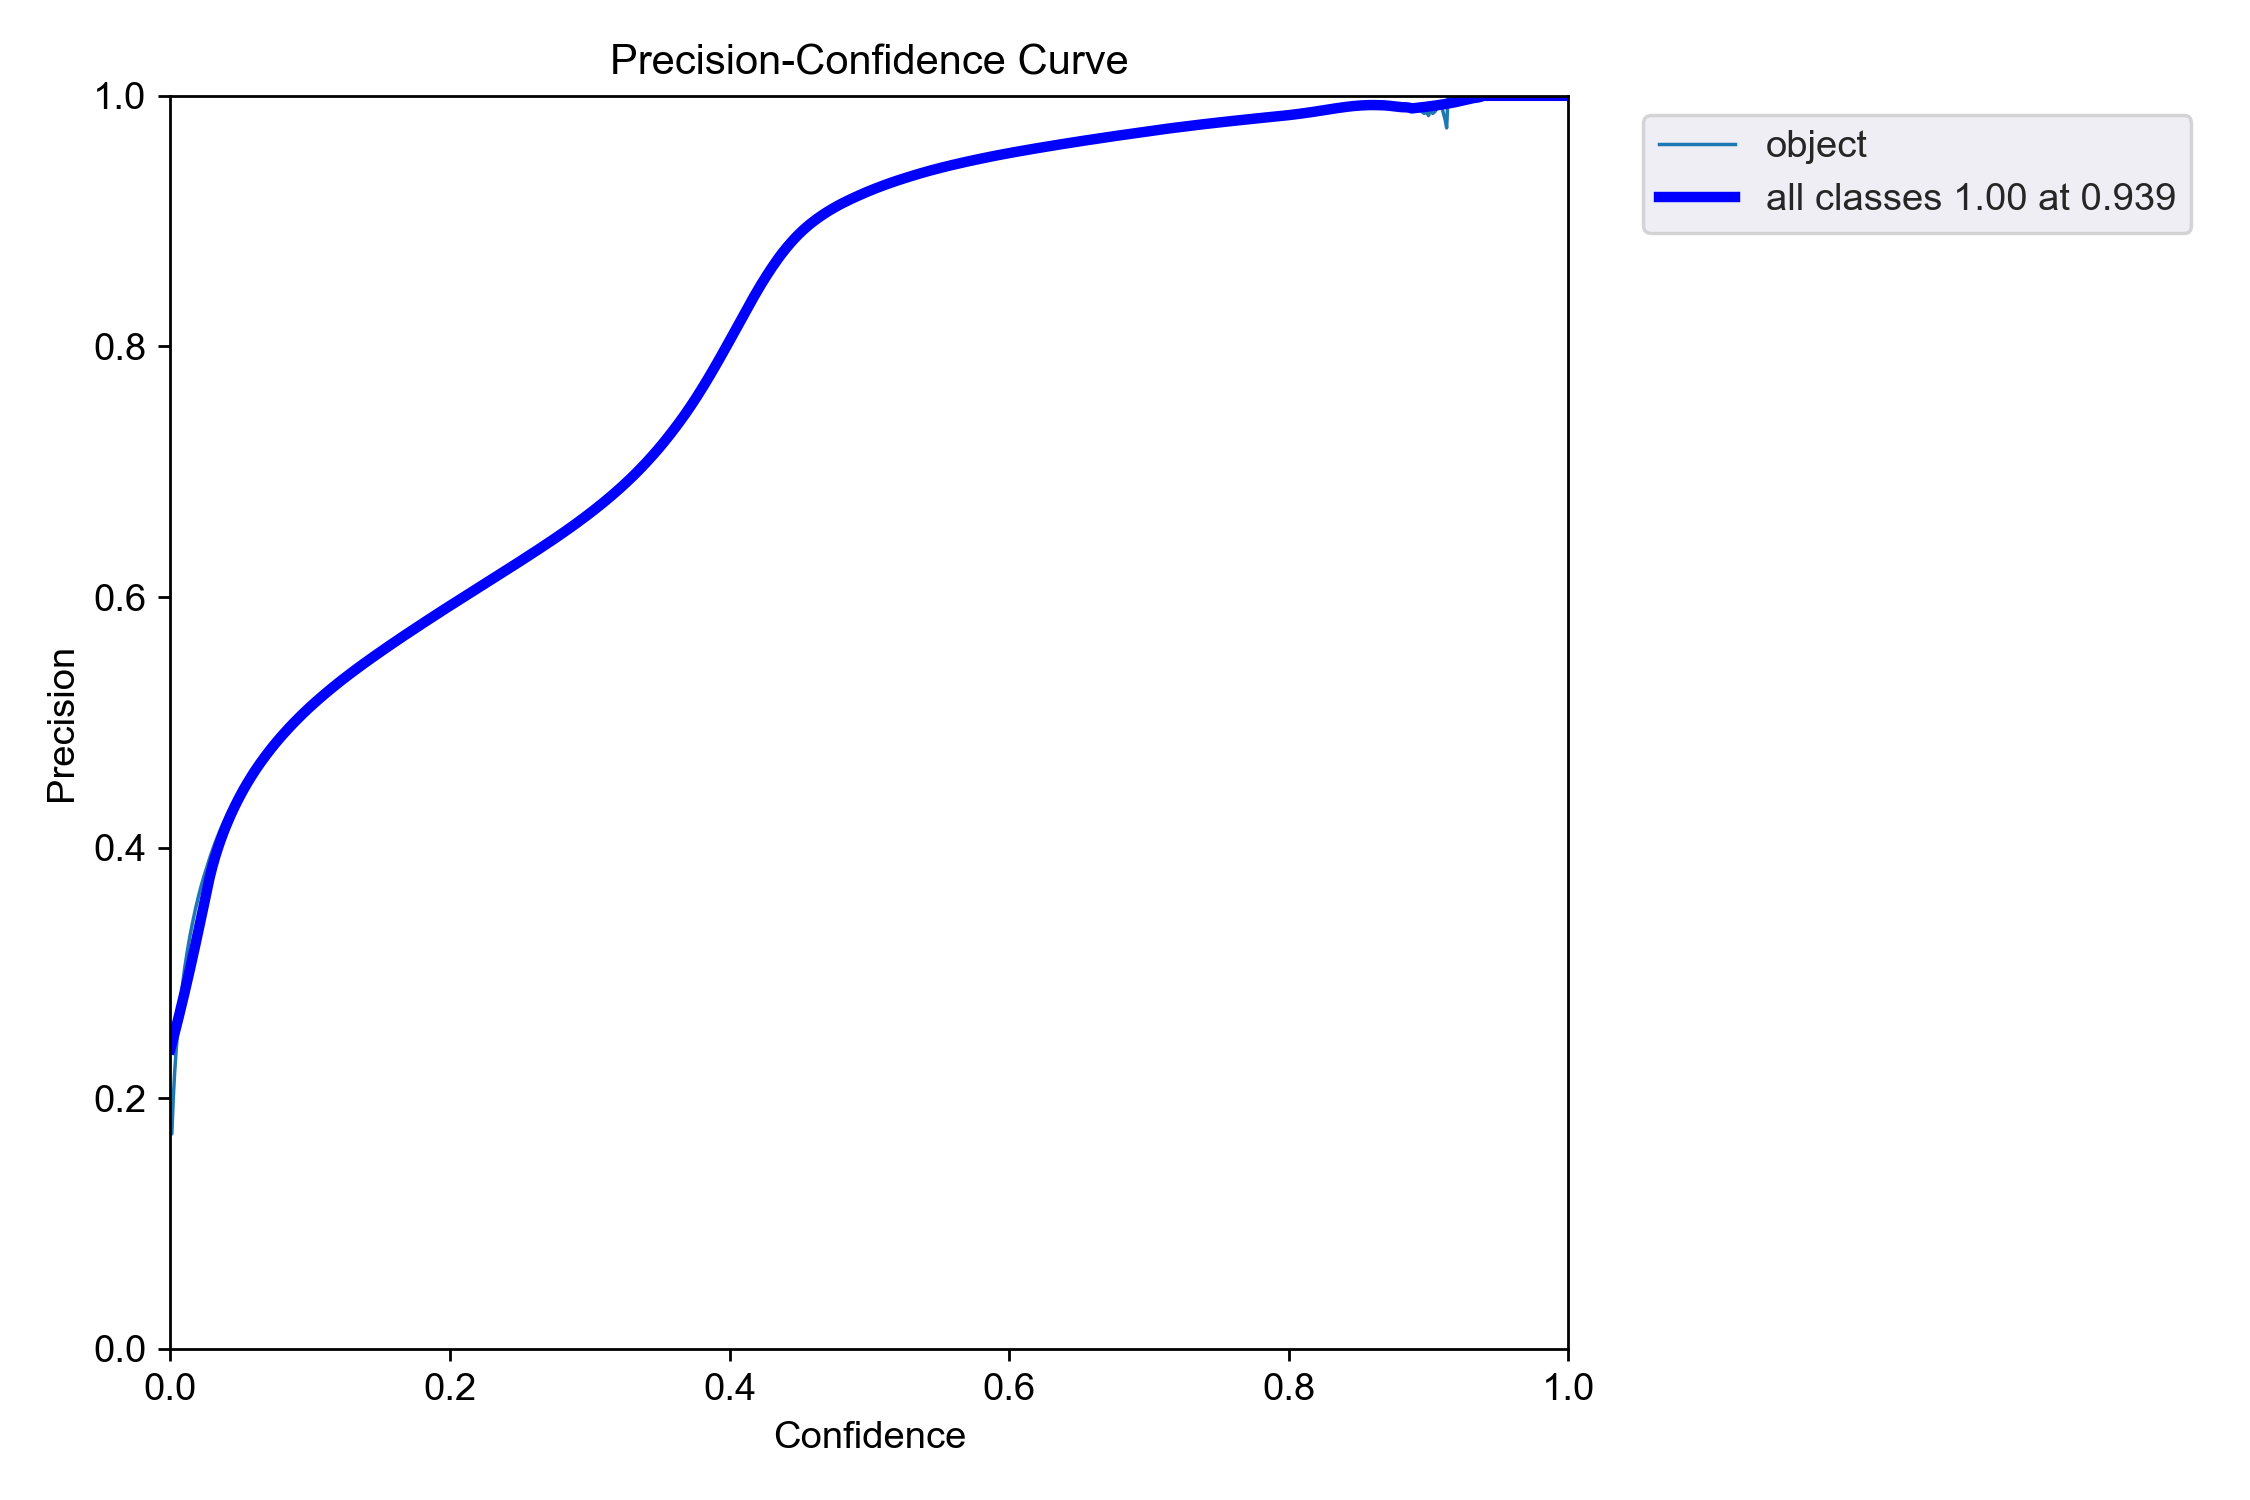 Precision-Confidence Curve
1.0
0.8
0.6
0.4
0.2
0.0
Precision
0.0 0.2 0.4 0.6 0.8 1.0
Confidence
object
all classes 1.00 at 0.939